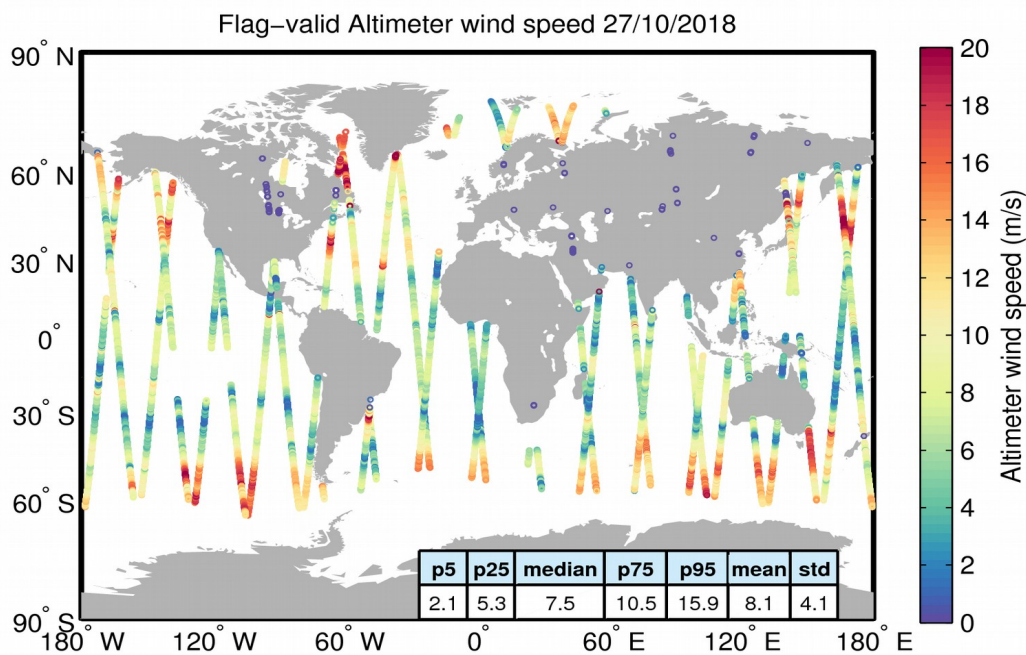 Flag−valid Altimeter wind speed 27/10/2018
90° N
60° N
30° N
0°
30° S
60° S
90° S
180° W
120° W
60° W
0°
60° E
120° E
180° E
p5 p25 median p75 p95 mean std
2.1 5.3 7.5 10.5 15.9 8.1 4.1
20
18
16
14
12
10
8
6
4
2
0
Altimeter wind speed (m/s)